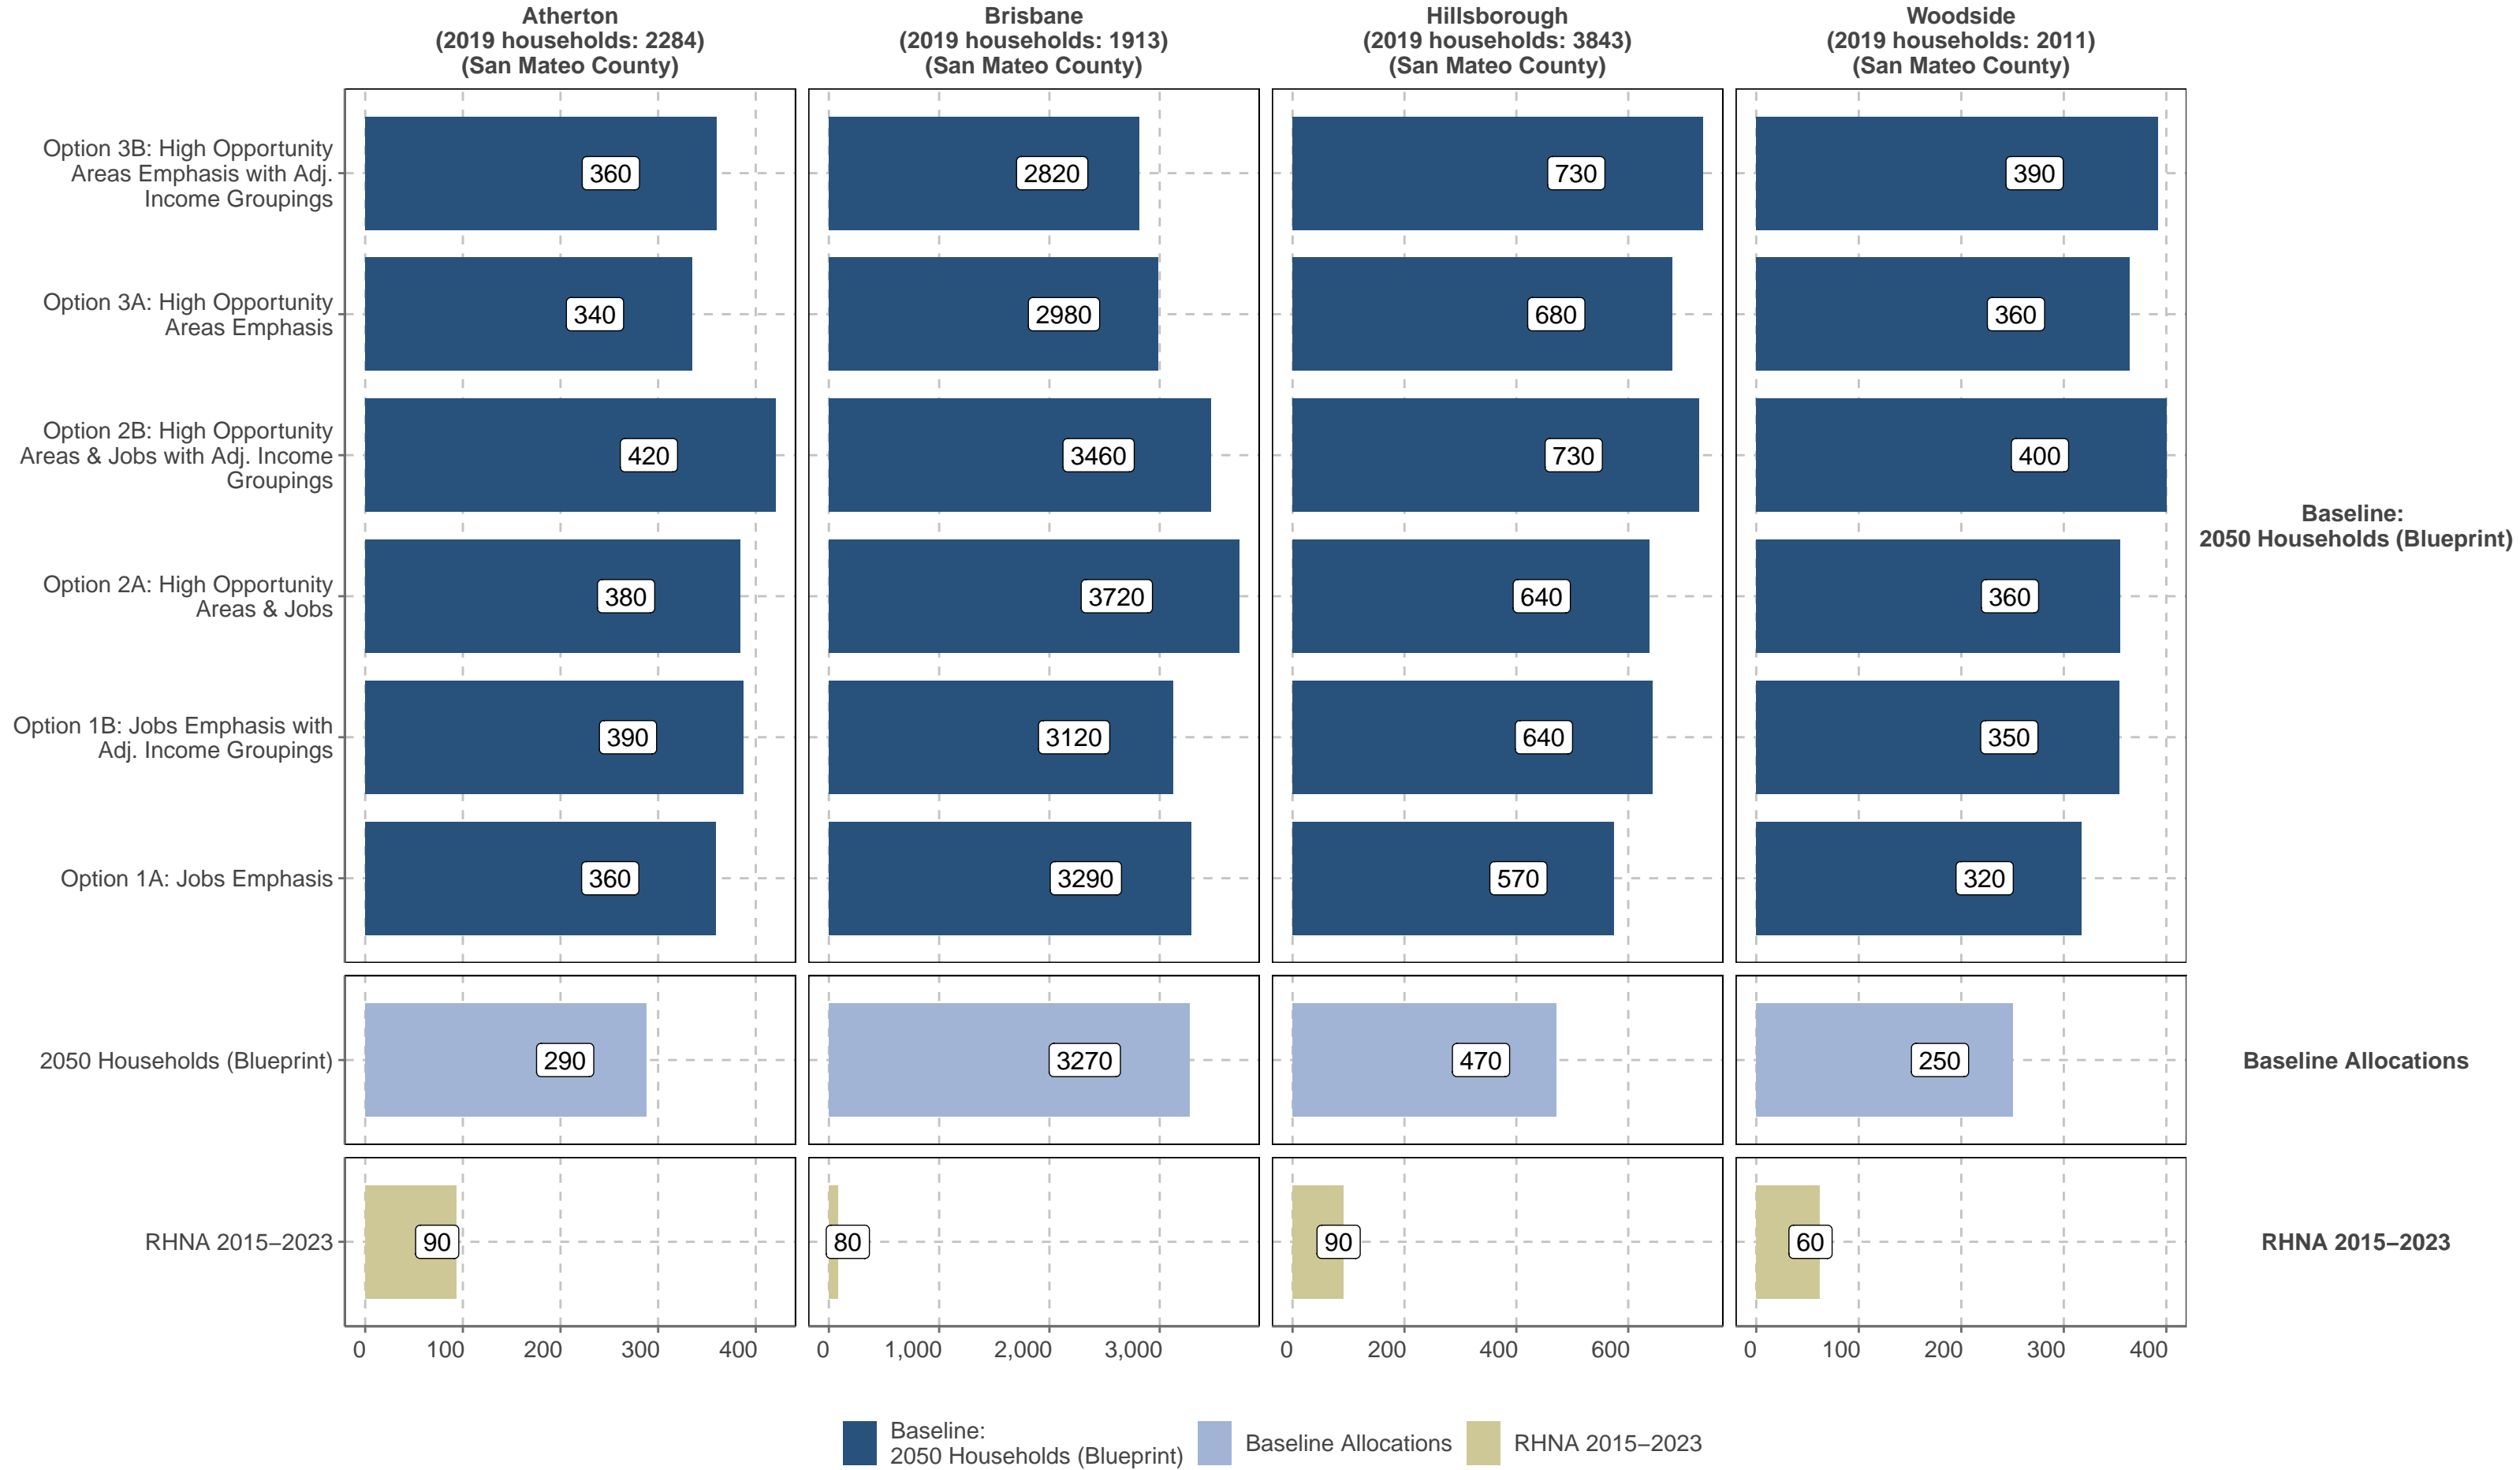 Atherton
(2019 households: 2284)
(San Mateo County)
Brisbane
(2019 households: 1913)
(San Mateo County)
Hillsborough
(2019 households: 3843)
(San Mateo County)
Woodside
(2019 households: 2011)
(San Mateo County)
Option 3B: High Opportunity
Areas Emphasis with Adj.
Income Groupings
360
2820
730
390
Option 3A: High Opportunity
Areas Emphasis
340
2980
680
360
Option 2B: High Opportunity
Areas & Jobs with Adj. Income
Groupings
420
3460
730
400
Baseline:
2050 Households (Blueprint)
Option 2A: High Opportunity
Areas & Jobs
380
3720
640
360
Option 1B: Jobs Emphasis with
Adj. Income Groupings
390
3120
640
350
Option 1A: Jobs Emphasis
360
3290
570
320
2050 Households (Blueprint)
290
3270
470
250
Baseline Allocations
RHNA 2015−2023
90
80
90
60
RHNA 2015−2023
0 100 200 300 400
0 1,000 2,000 3,000
0 200 400 600
0 100 200 300 400
Baseline:
2050 Households (Blueprint)
Baseline Allocations
RHNA 2015−2023